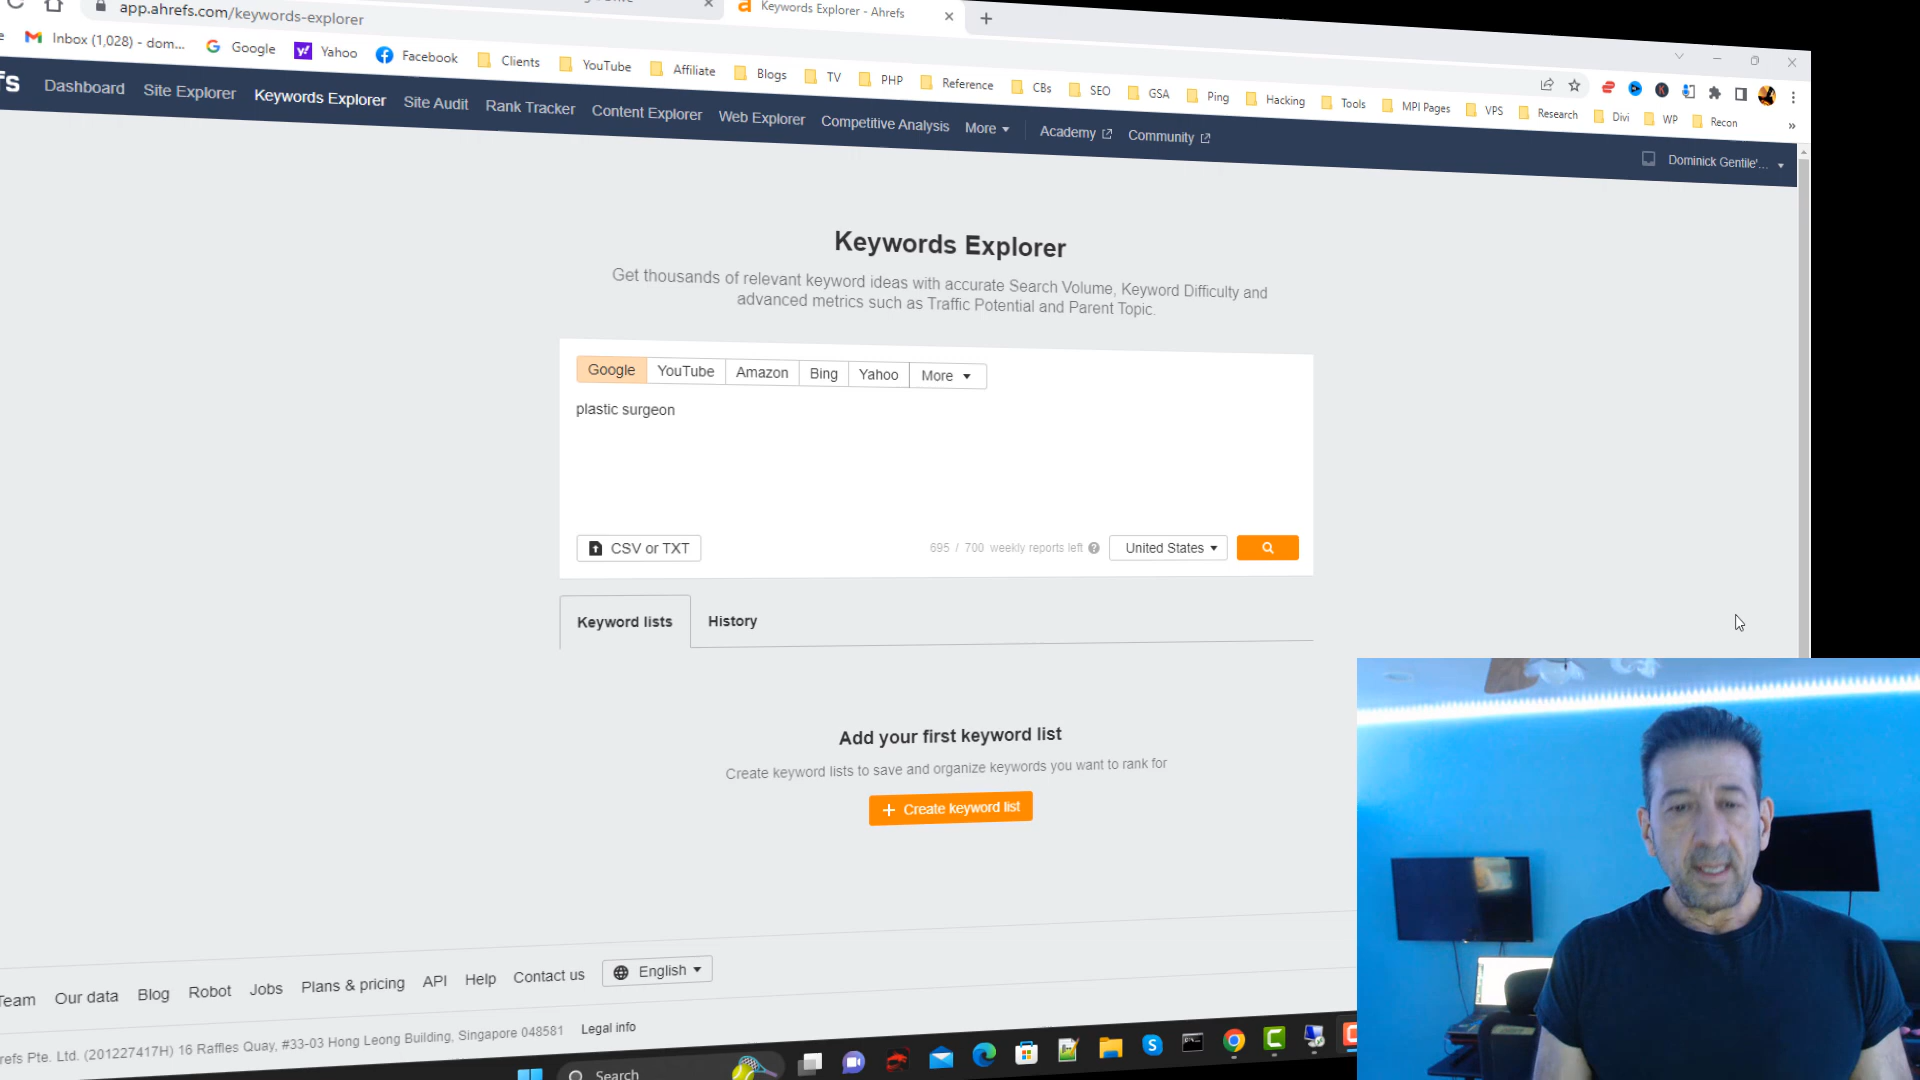 app.ahrefs.com/keywords-explorer
Keywords Explorer - Ahrefs
Inbox (1,028) - dom...
Google
Yahoo
Facebook
Clients
YouTube
Affiliate
Blogs
TV
PHP
Reference
CBs
SEO
GSA
Ping
Hacking
Tools
MPI Pages
VPS
Research
Divi
WP
Recon
»
fs
Dashboard
Site Explorer
Keywords Explorer
Site Audit
Rank Tracker
Content Explorer
Web Explorer
Competitive Analysis
More
Academy
Community
Dominick Gentile'...
Keywords Explorer
Get thousands of relevant keyword ideas with accurate Search Volume, Keyword Difficulty and
advanced metrics such as Traffic Potential and Parent Topic.
Google
YouTube
Amazon
Bing
Yahoo
More
plastic surgeon
CSV or TXT
695 / 700 weekly reports left
United States
Keyword lists
History
Add your first keyword list
Create keyword lists to save and organize keywords you want to rank for
+ Create keyword list
Team
Our data
Blog
Robot
Jobs
Plans & pricing
API
Help
Contact us
English
refs Pte. Ltd. (201227417H) 16 Raffles Quay, #33-03 Hong Leong Building, Singapore 048581
Legal info
Search